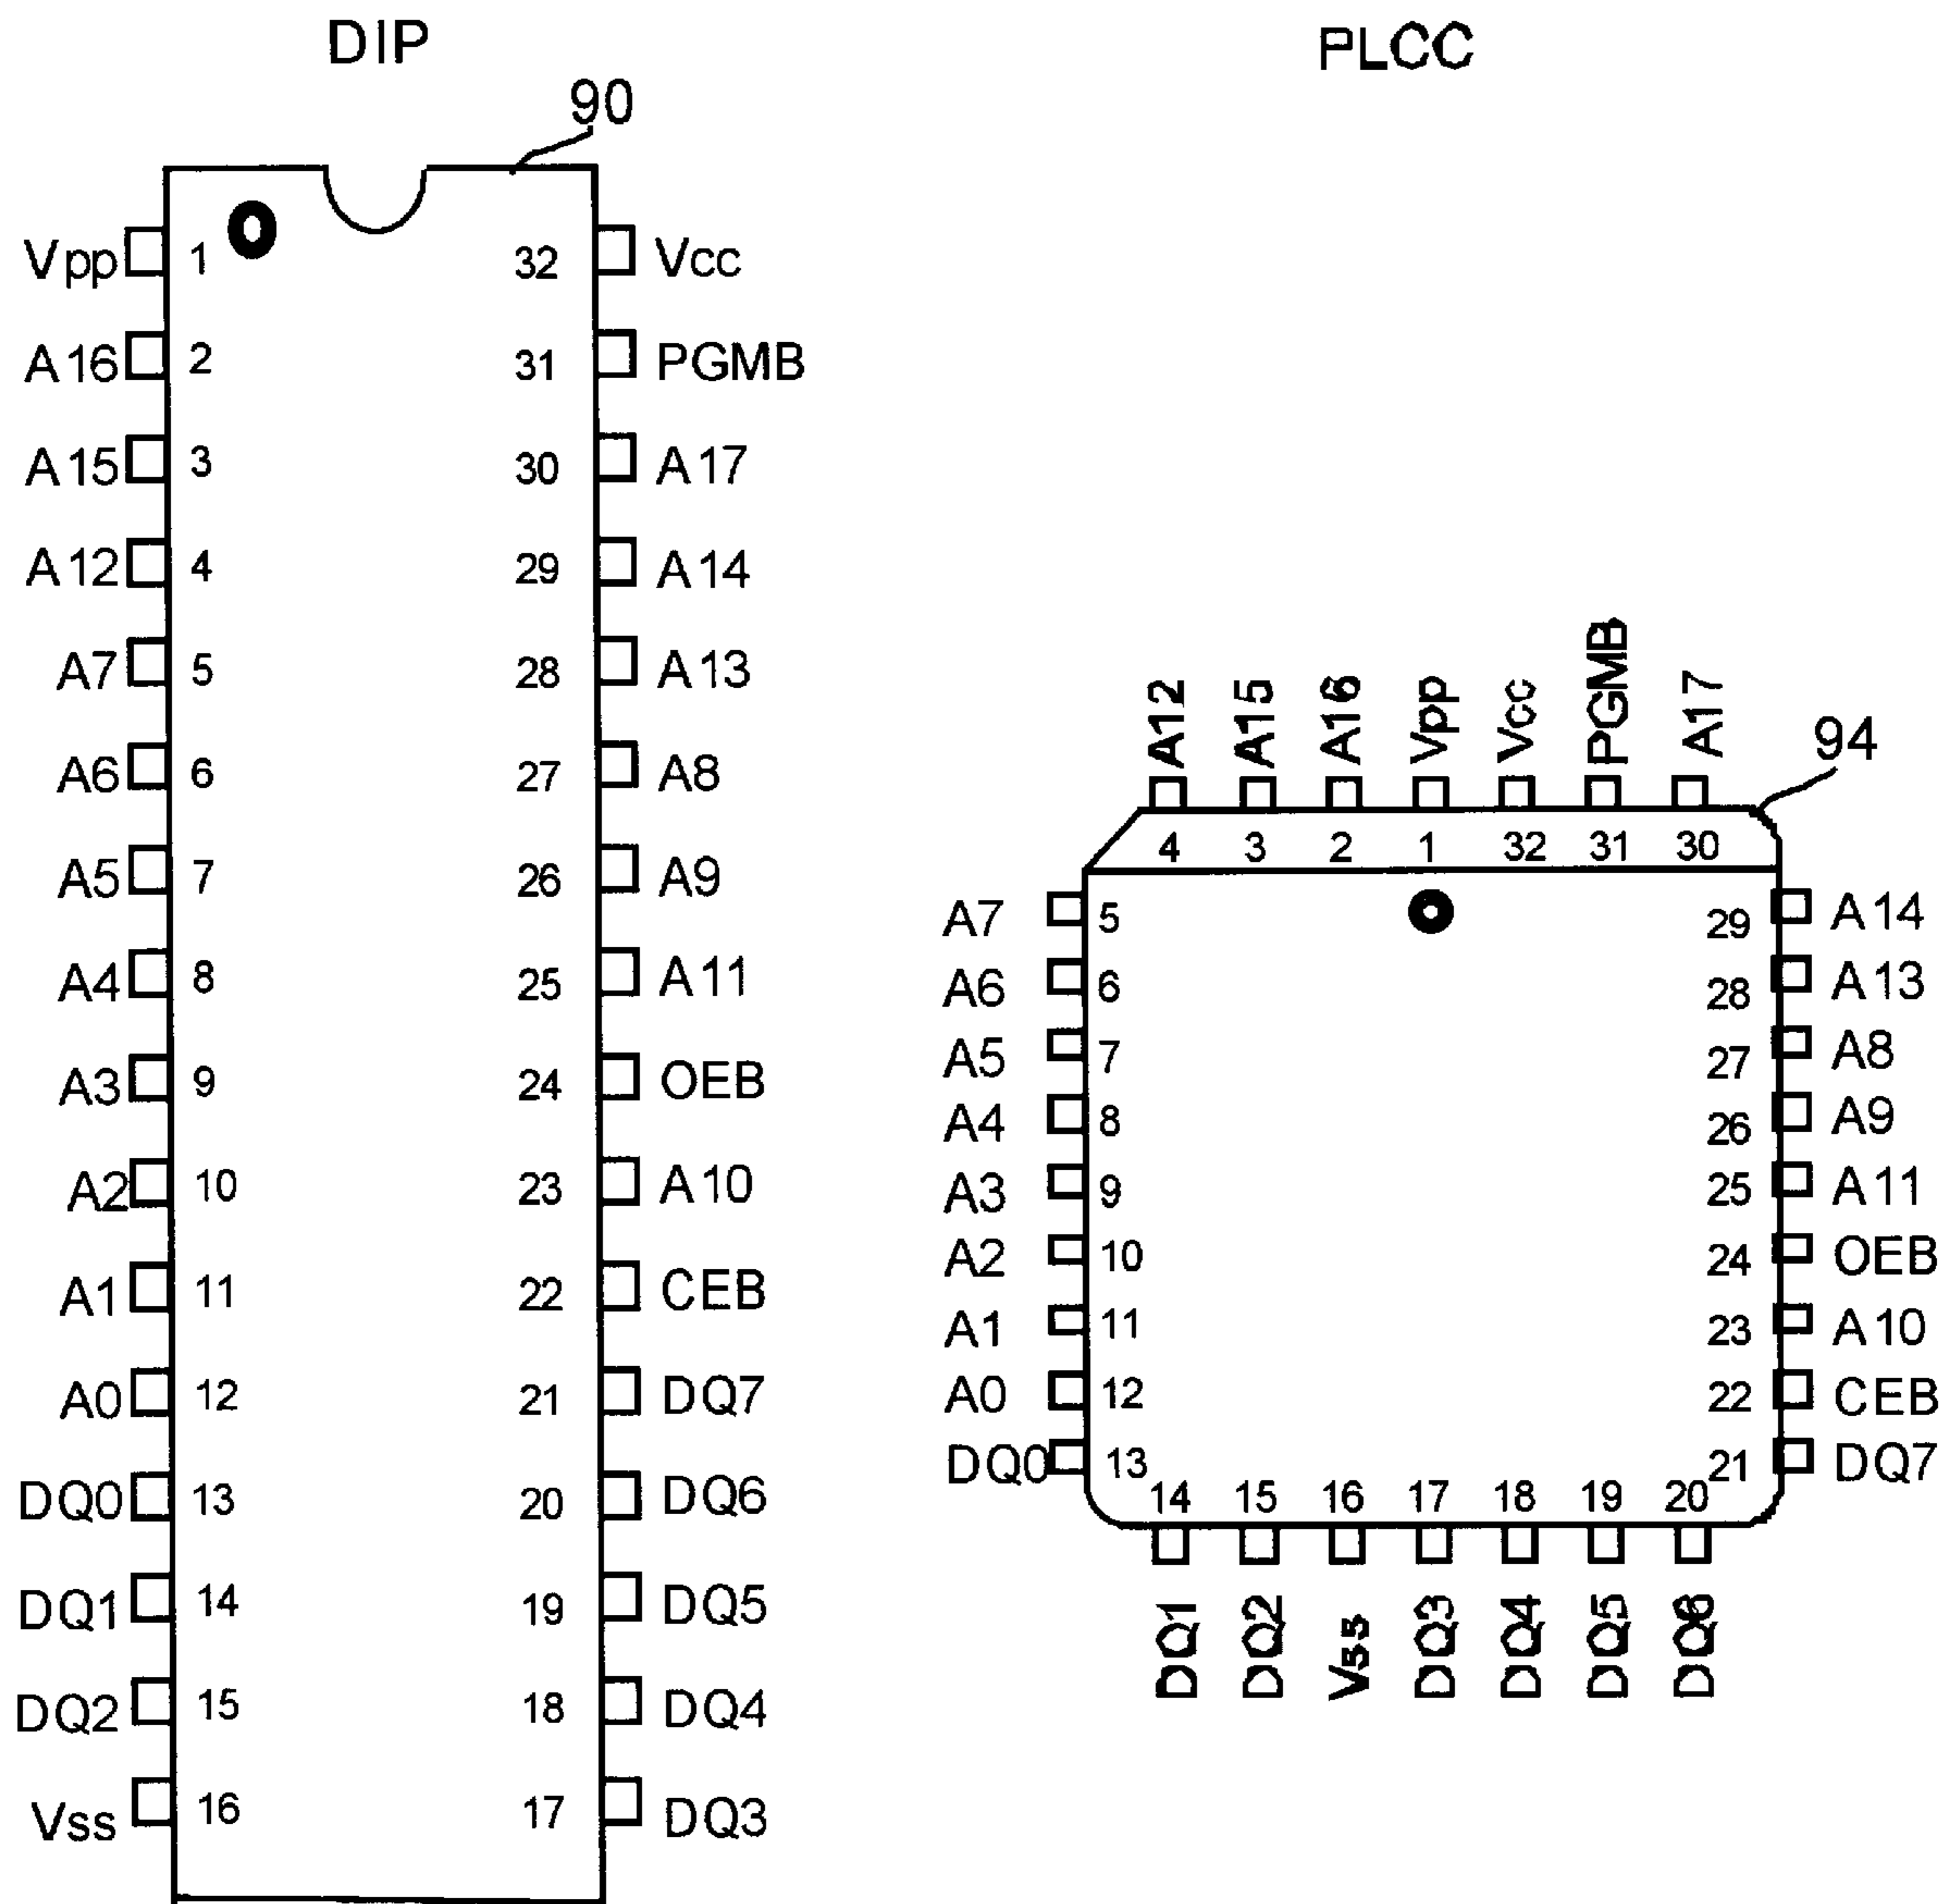 DIP
90
Vpp 1 32 Vcc
A16 2 31 PGMB
A15 3 30 A17
A12 4 29 A14
A7 5 28 A13
A6 6 27 A8
A5 7 26 A9
A4 8 25 A11
A3 9 24 OEB
A2 10 23 A10
A1 11 22 CEB
A0 12 21 DQ7
DQ0 13 20 DQ6
DQ1 14 19 DQ5
DQ2 15 18 DQ4
Vss 16 17 DQ3
PLCC
94
A12 A15 A16 Vpp Vcc PGMB A17
4 3 2 1 32 31 30
A7 5 29 A14
A6 6 28 A13
A5 7 27 A8
A4 8 26 A9
A3 9 25 A11
A2 10 24 OEB
A1 11 23 A10
A0 12 22 CEB
DQ0 13 21 DQ7
14 15 16 17 18 19 20
DQ1 DQ2 Vss DQ3 DQ4 DQ5 DQ6